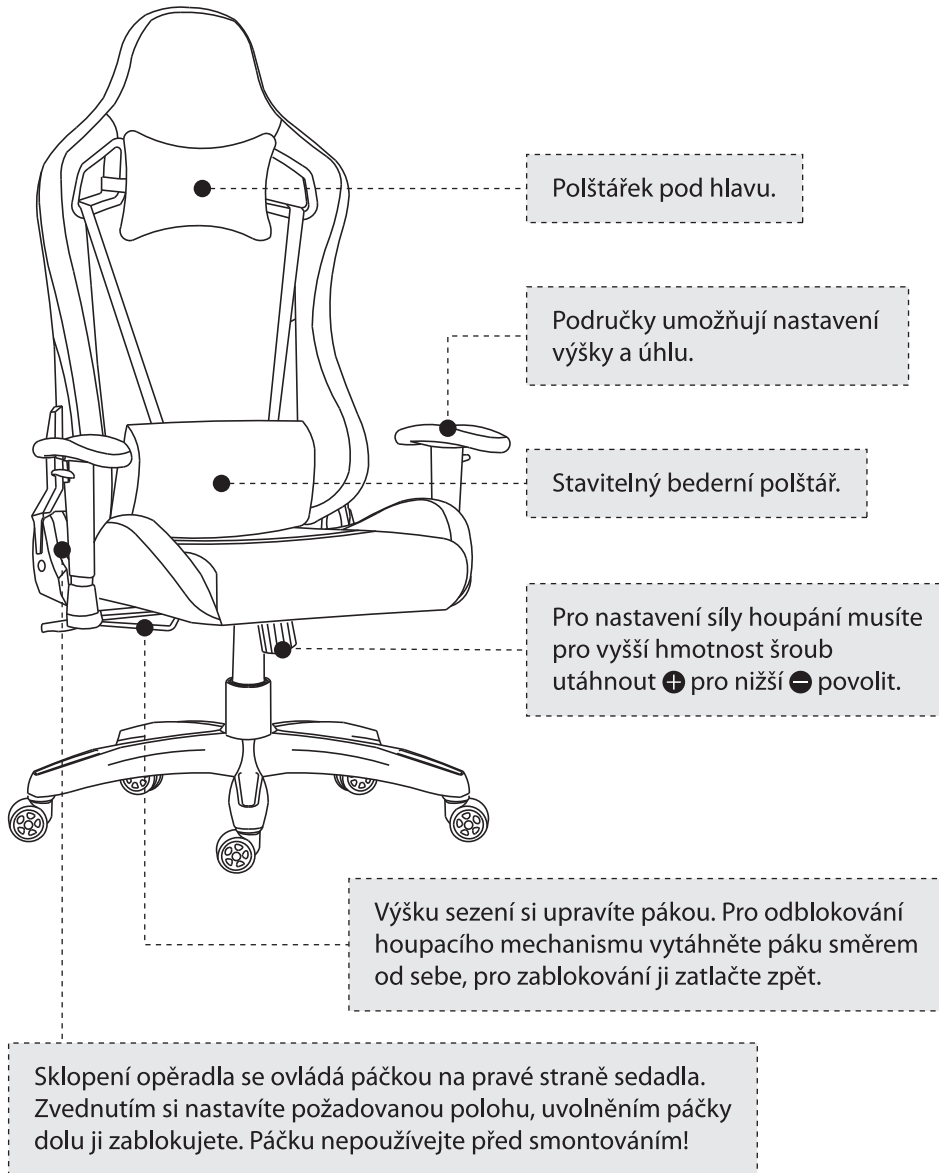 Polštářek pod hlavu.
Područky umožňují nastavení
výšky a úhlu.
Stavitelný bederní polštář.
Pro nastavení síly houpání musíte
pro vyšší hmotnost šroub
utáhnout + pro nižší − povolit.
Výšku sezení si upravíte pákou. Pro odblokování
houpacího mechanismu vytáhněte páku směrem
od sebe, pro zablokování ji zatlačte zpět.
Sklopení opěradla se ovládá páčkou na pravé straně sedadla.
Zvednutím si nastavíte požadovanou polohu, uvolněním páčky
dolu ji zablokujete. Páčku nepoužívejte před smontováním!